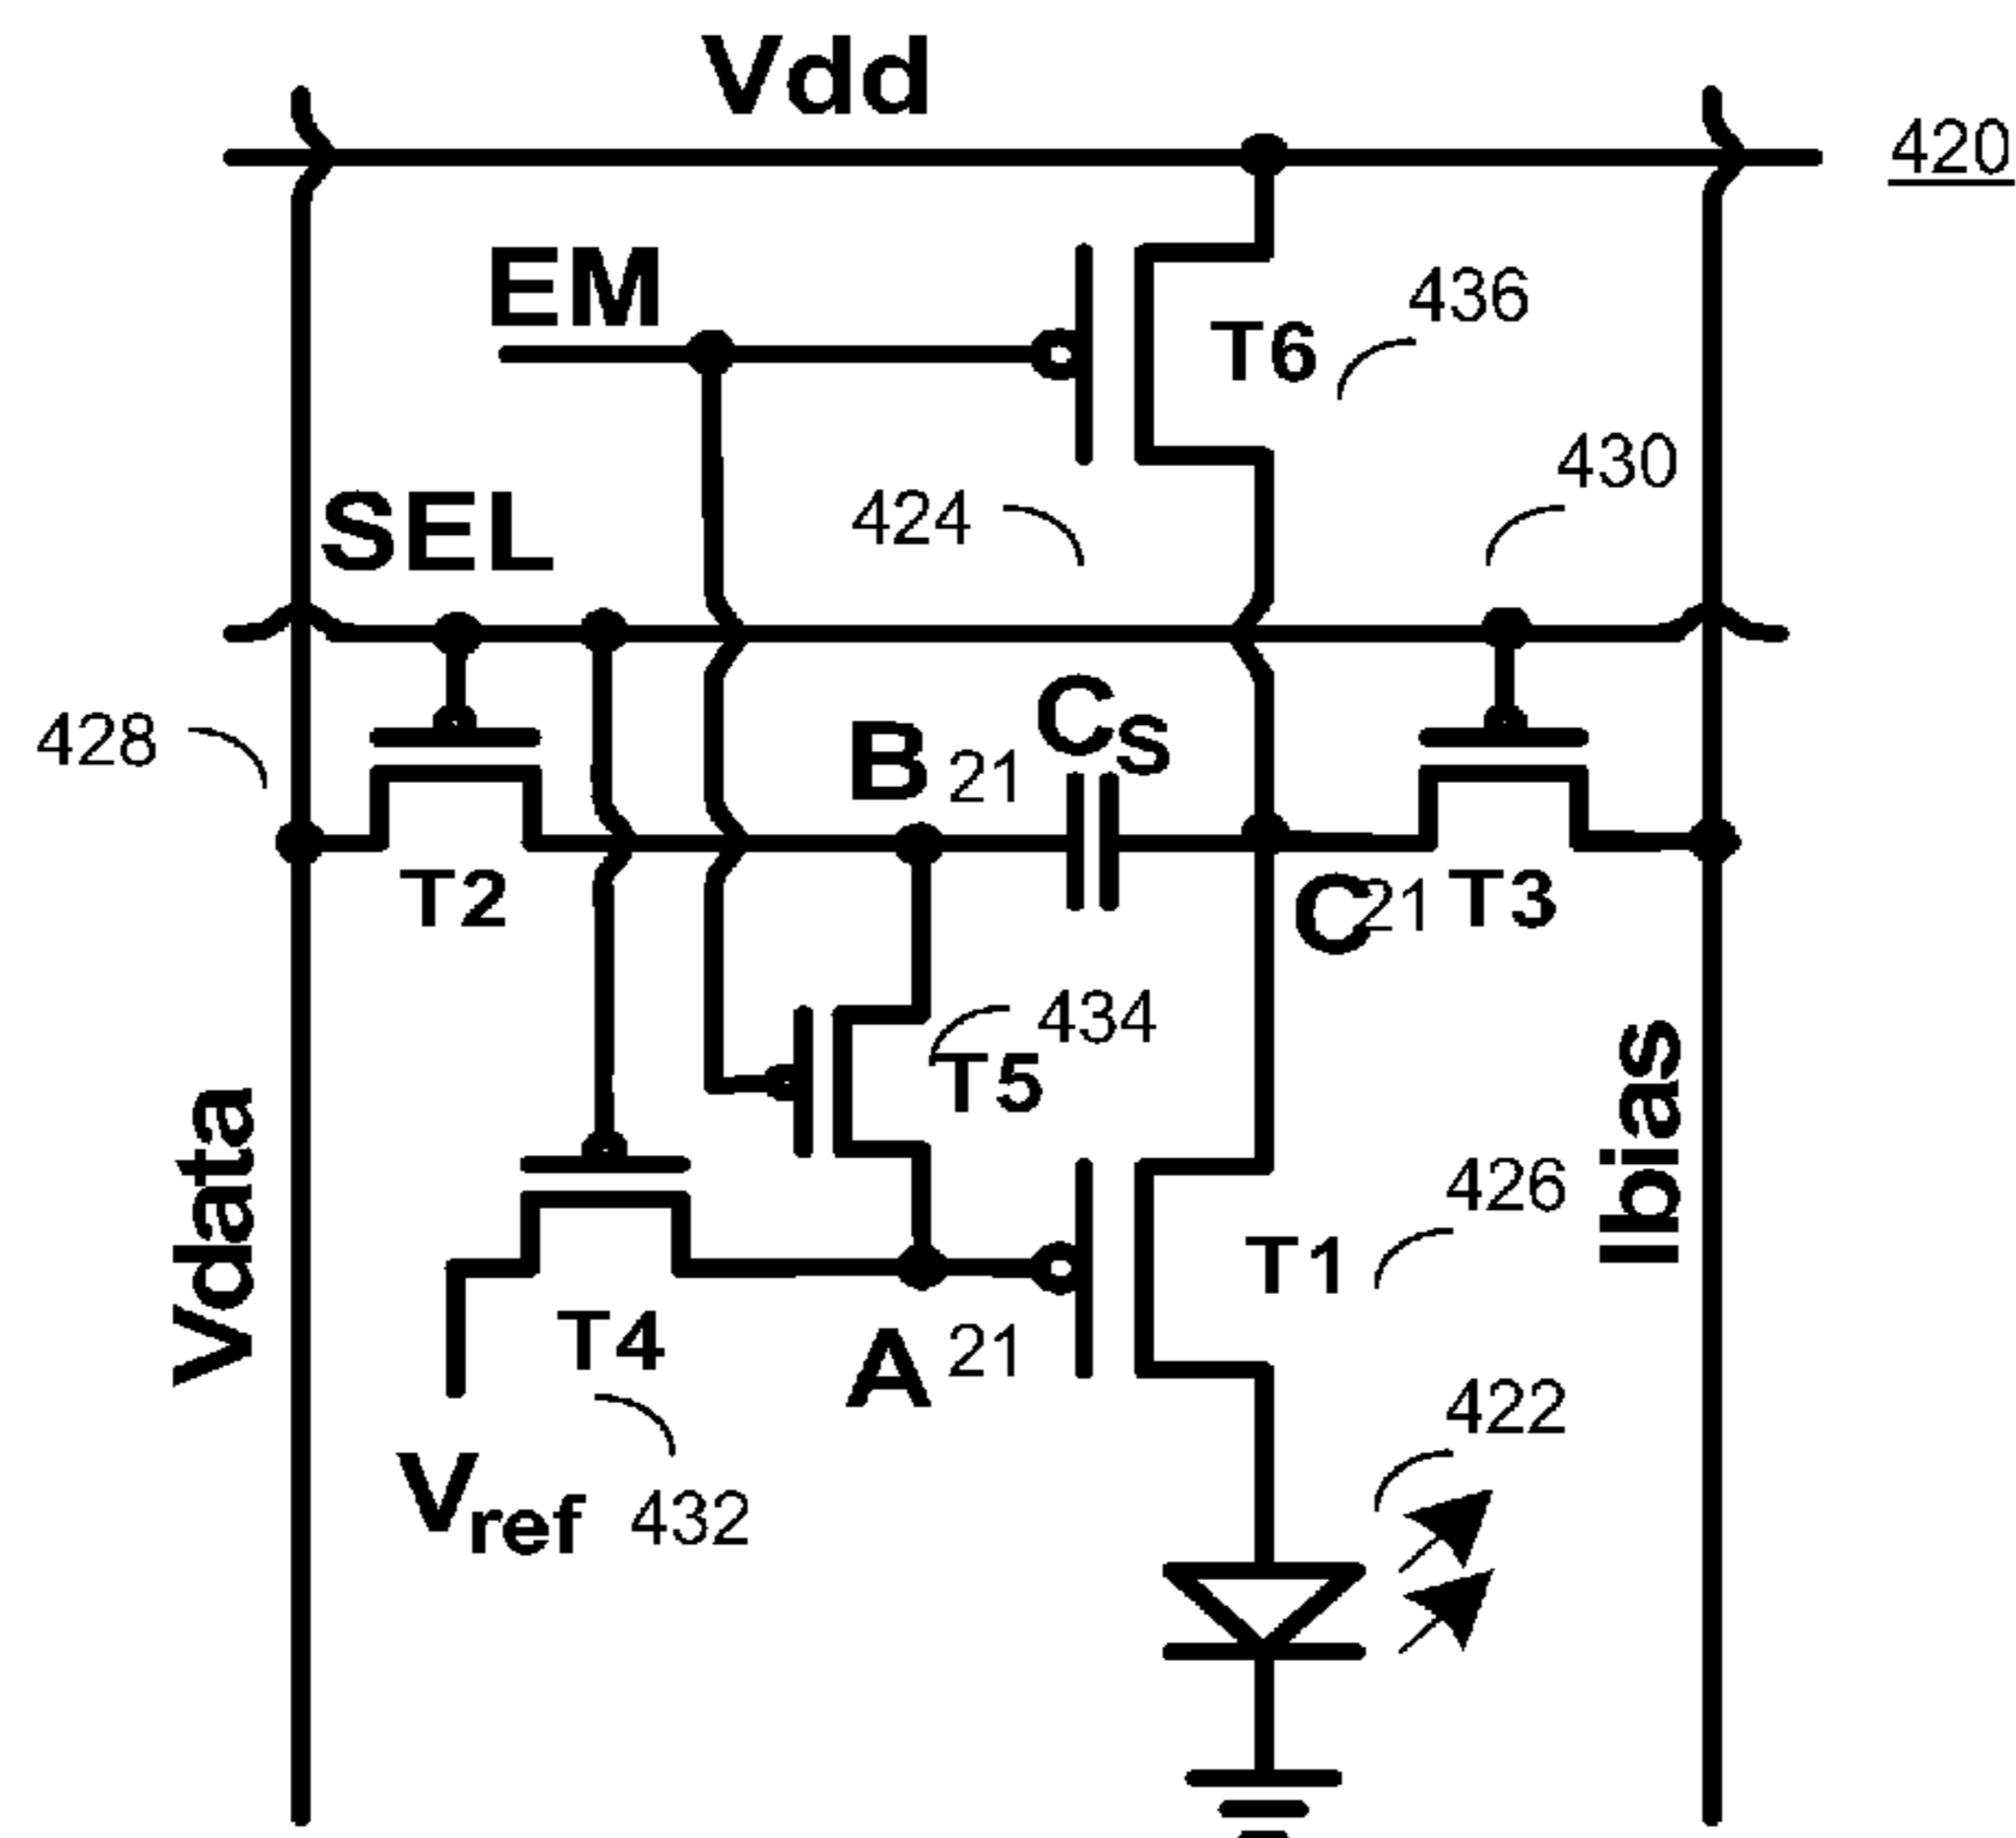 Vdd
420
EM
436
T6
430
424
SEL
Cs
428
B 21
T2
C 21
T3
434
T5
Ibias
Vdata
426
T1
T4
A 21
422
Vref
432